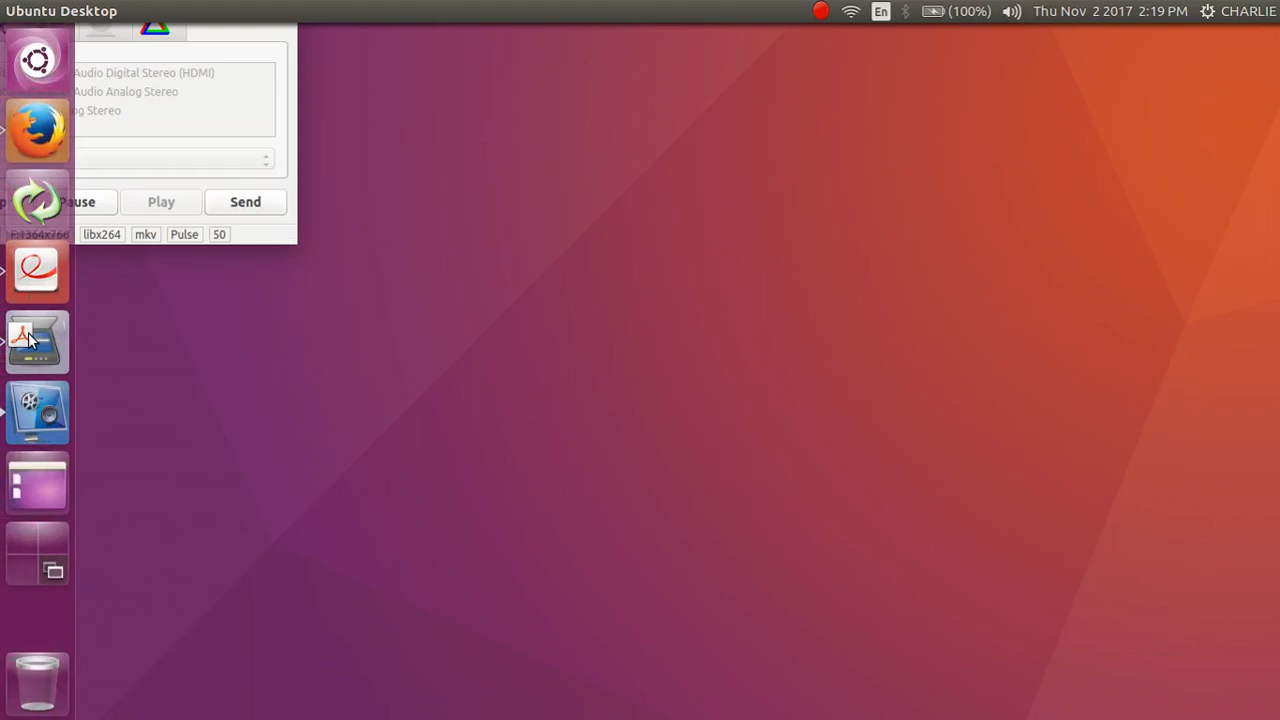 Ubuntu Desktop
En
(100%)
Thu Nov 2 2017 2:19 PM
CHARLIE
Audio Digital Stereo (HDMI)
Audio Analog Stereo
og Stereo
Pause
Play
Send
F:1364x766
libx264
mkv
Pulse
50